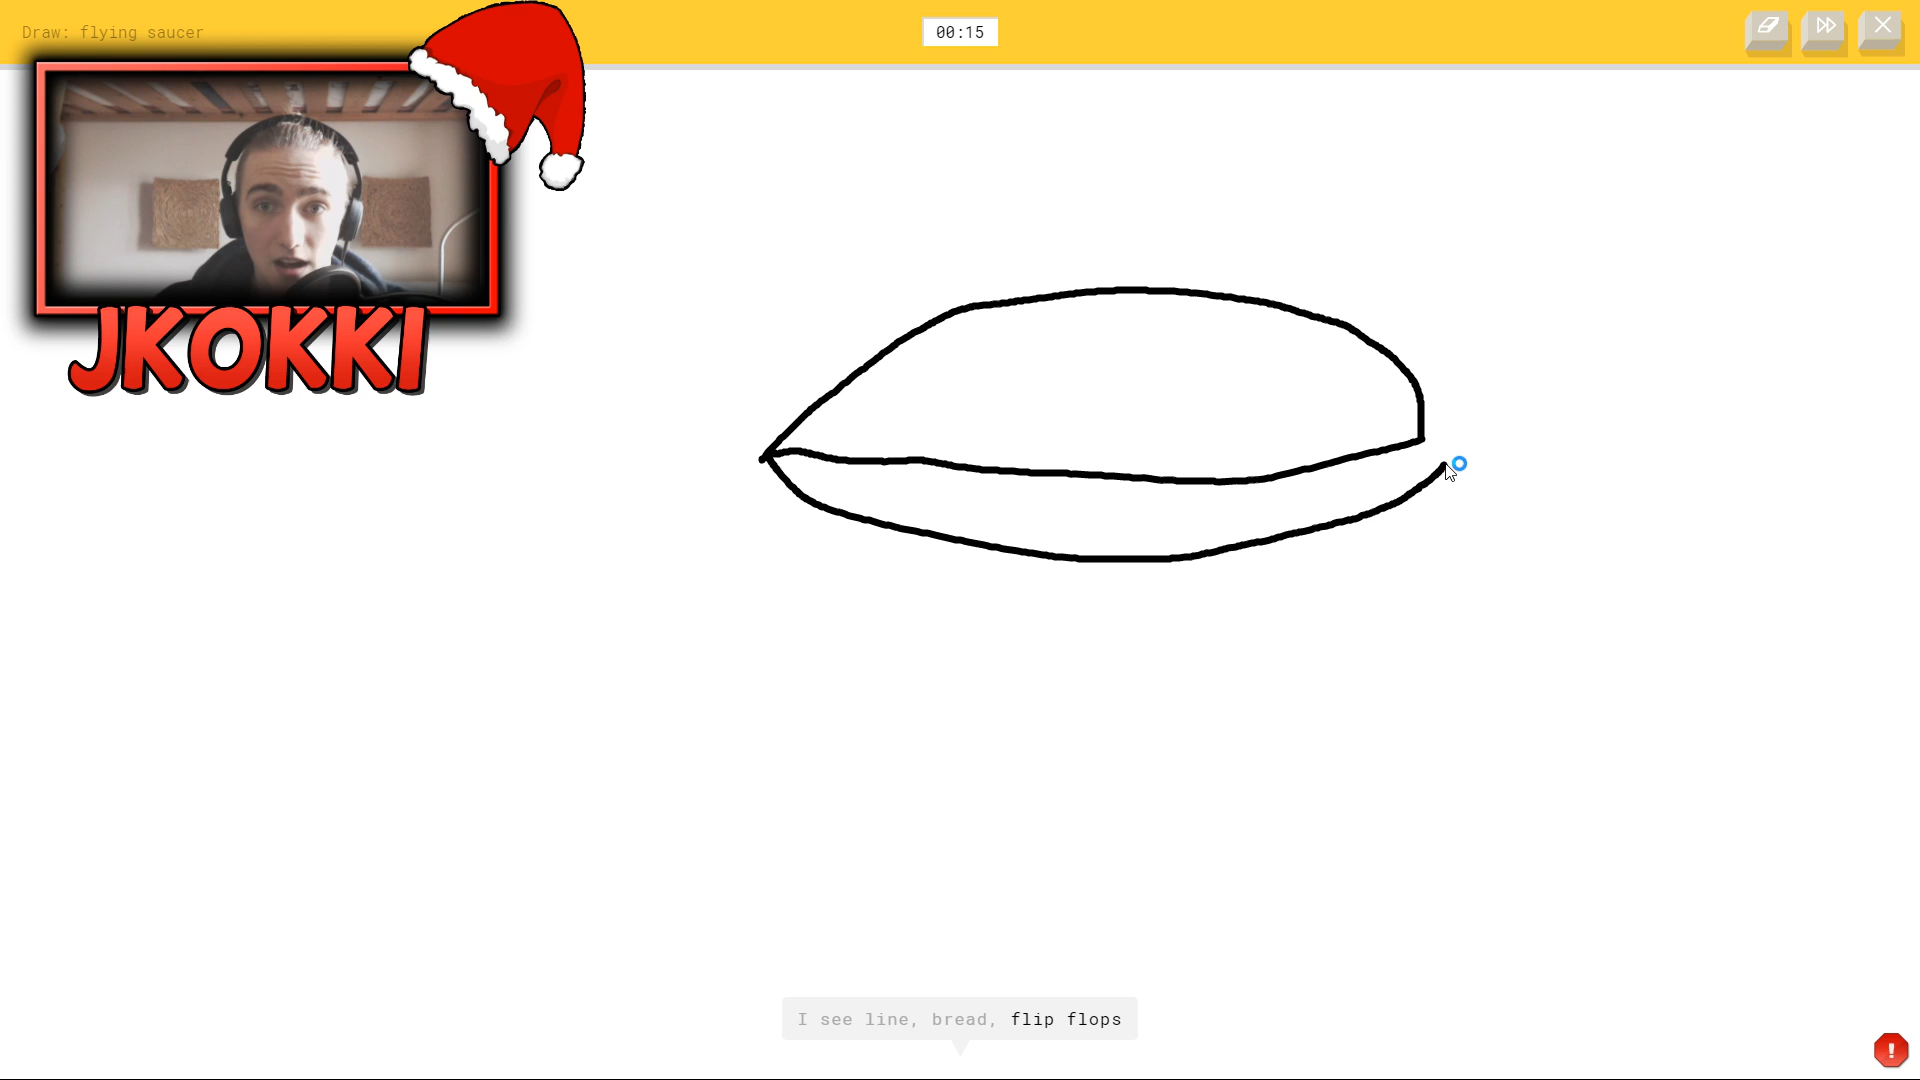 Draw: flying saucer
00:15
JKOKKI
I see line, bread, flip flops
!